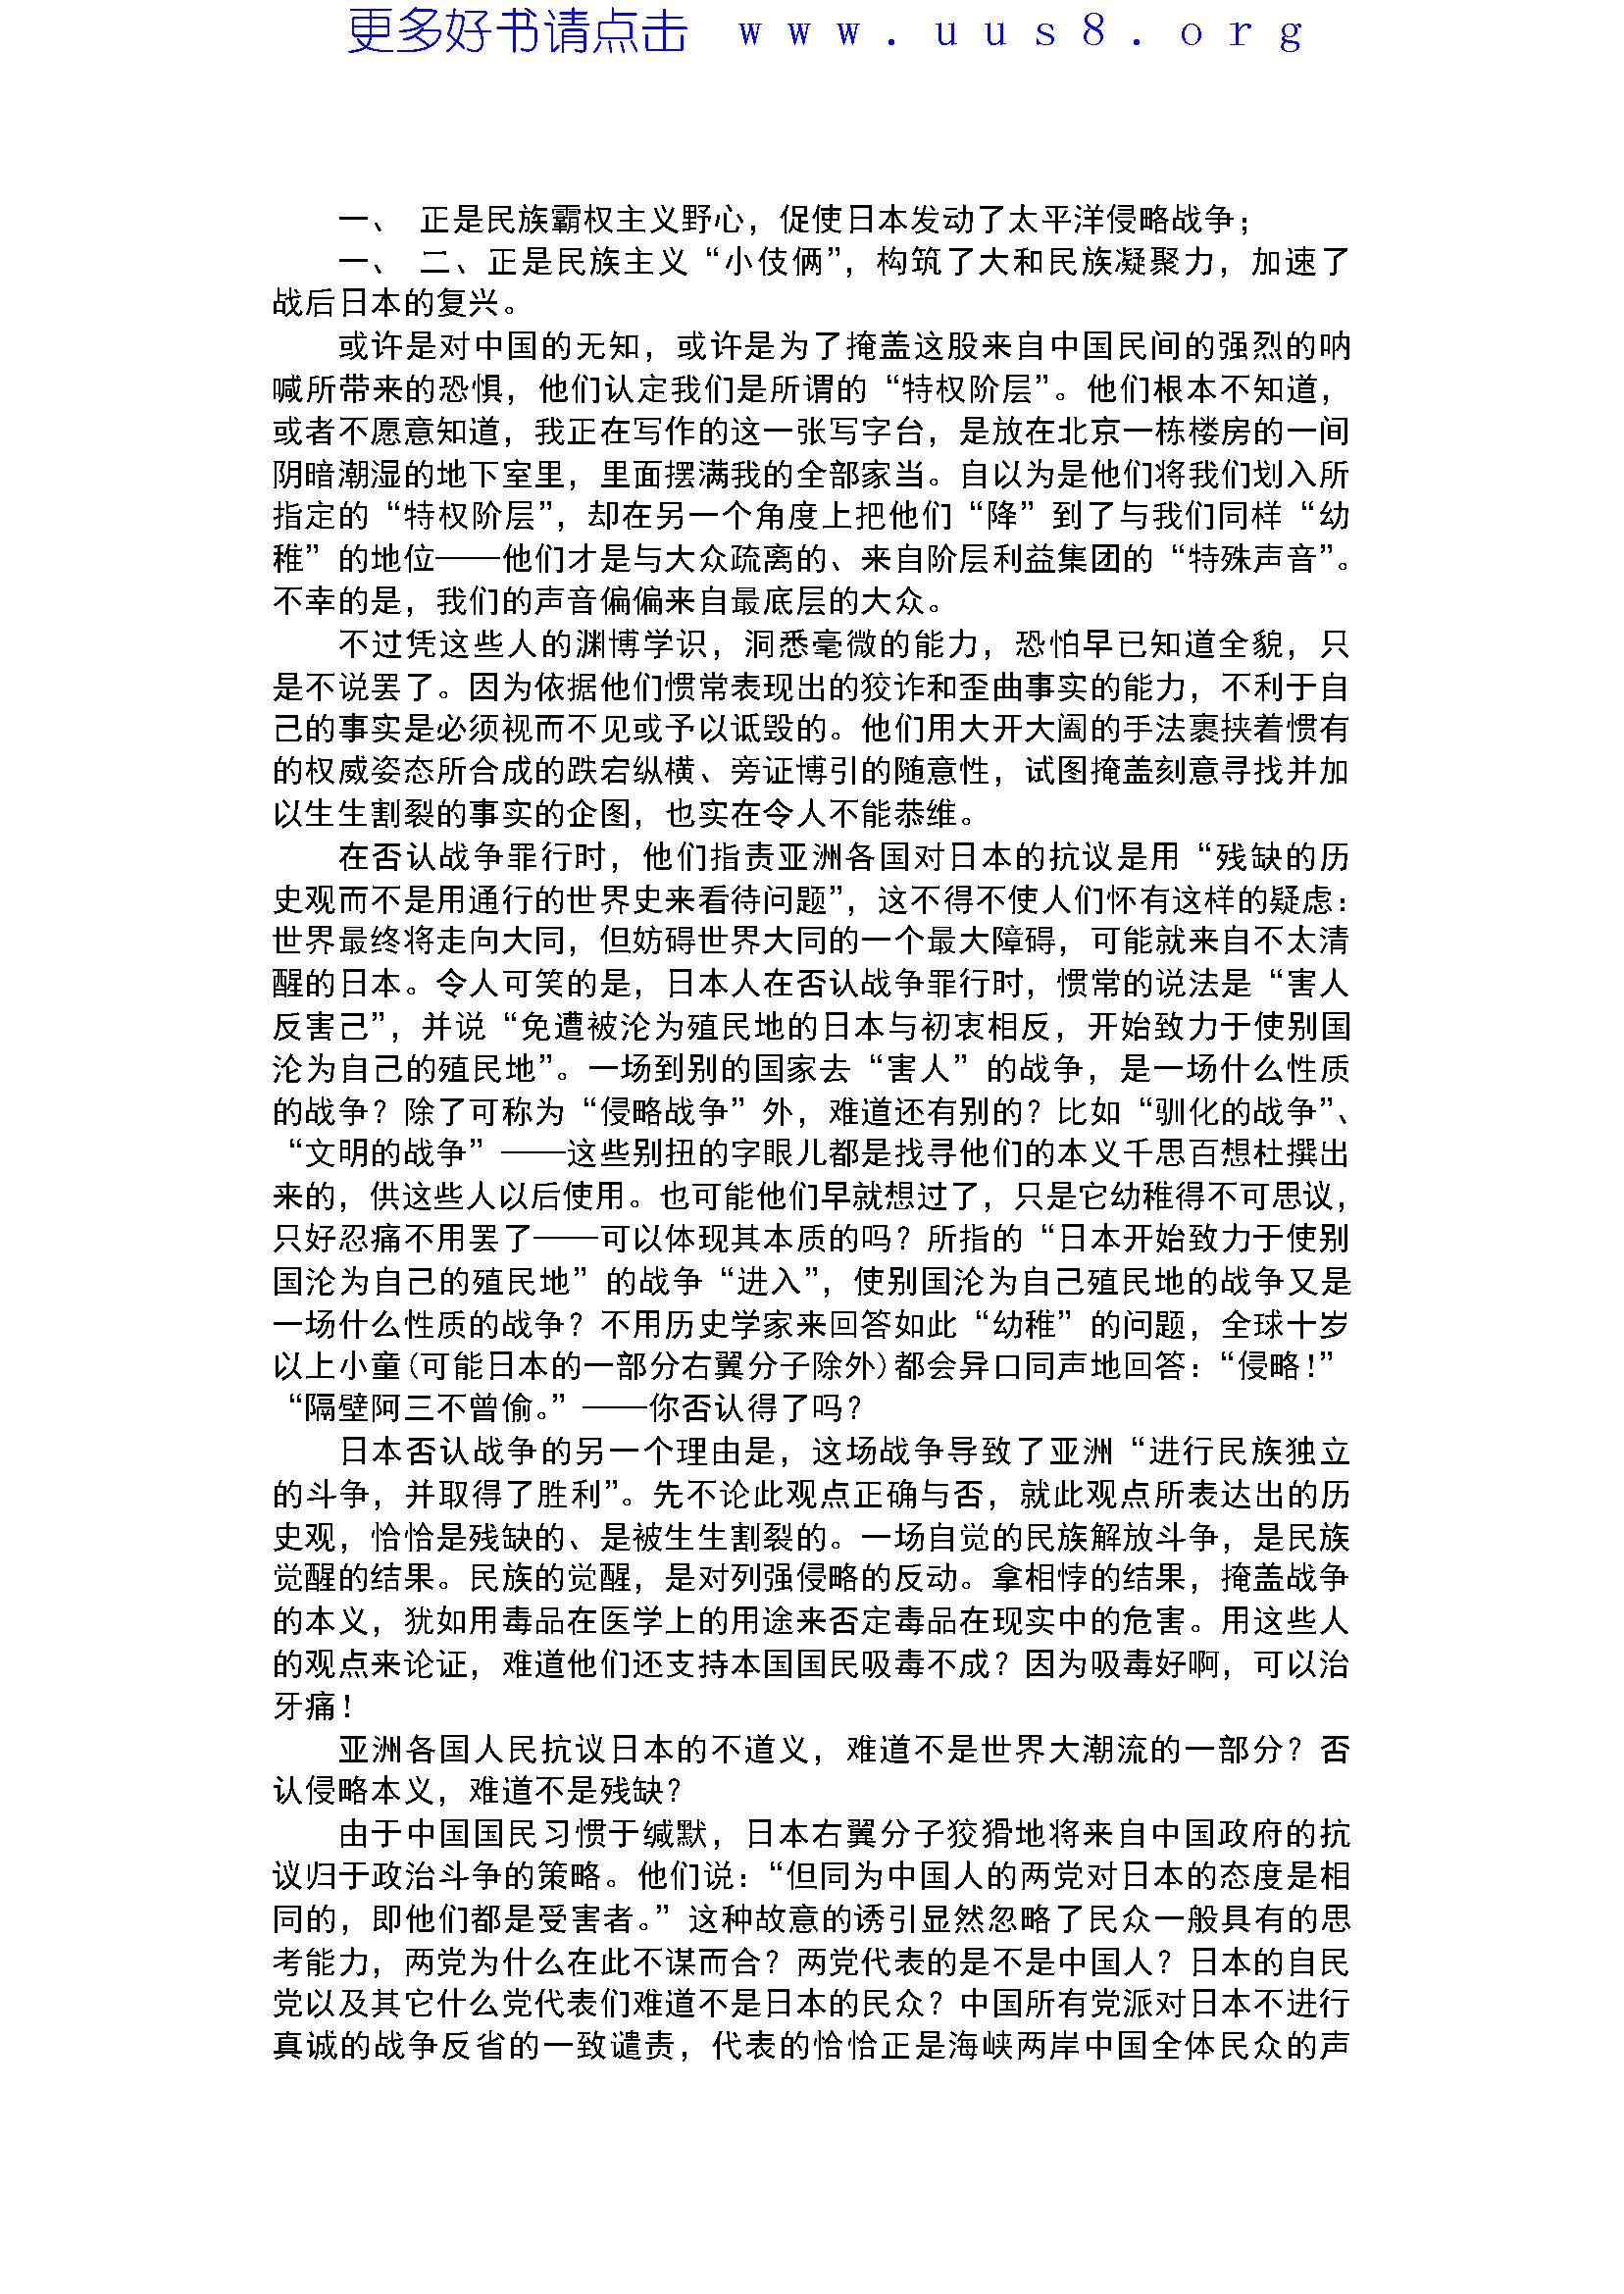 更多好书请点击 www.uus8.org
一、 正是民族霸权主义野心，促使日本发动了太平洋侵略战争；
一、 二、正是民族主义“小伎俩”，构筑了大和民族凝聚力，加速了
战后日本的复兴。
或许是对中国的无知，或许是为了掩盖这股来自中国民间的强烈的呐
喊所带来的恐惧，他们认定我们是所谓的“特权阶层”。他们根本不知道，
或者不愿意知道，我正在写作的这一张写字台，是放在北京一栋楼房的一间
阴暗潮湿的地下室里，里面摆满我的全部家当。自以为是他们将我们划入所
指定的“特权阶层”，却在另一个角度上把他们“降”到了与我们同样“幼
稚”的地位——他们才是与大众疏离的、来自阶层利益集团的“特殊声音”。
不幸的是，我们的声音偏偏来自最底层的大众。
不过凭这些人的渊博学识，洞悉毫微的能力，恐怕早已知道全貌，只
是不说罢了。因为依据他们惯常表现出的狡诈和歪曲事实的能力，不利于自
己的事实是必须视而不见或予以诋毁的。他们用大开大阖的手法裹挟着惯有
的权威姿态所合成的跌宕纵横、旁证博引的随意性，试图掩盖刻意寻找并加
以生生割裂的事实的企图，也实在令人不能恭维。
在否认战争罪行时，他们指责亚洲各国对日本的抗议是用“残缺的历
史观而不是用通行的世界史来看待问题”，这不得不使人们怀有这样的疑虑：
世界最终将走向大同，但妨碍世界大同的一个最大障碍，可能就来自不太清
醒的日本。令人可笑的是，日本人在否认战争罪行时，惯常的说法是“害人
反害己”，并说“免遭被沦为殖民地的日本与初衷相反，开始致力于使别国
沦为自己的殖民地”。一场到别的国家去“害人”的战争，是一场什么性质
的战争？除了可称为“侵略战争”外，难道还有别的？比如“驯化的战争”、
“文明的战争”——这些别扭的字眼儿都是找寻他们的本义千思百想杜撰出
来的，供这些人以后使用。也可能他们早就想过了，只是它幼稚得不可思议，
只好忍痛不用罢了——可以体现其本质的吗？所指的“日本开始致力于使别
国沦为自己的殖民地”的战争“进入”，使别国沦为自己殖民地的战争又是
一场什么性质的战争？不用历史学家来回答如此“幼稚”的问题，全球十岁
以上小童(可能日本的一部分右翼分子除外)都会异口同声地回答：“侵略！”
“隔壁阿三不曾偷。”——你否认得了吗？
日本否认战争的另一个理由是，这场战争导致了亚洲“进行民族独立
的斗争，并取得了胜利”。先不论此观点正确与否，就此观点所表达出的历
史观，恰恰是残缺的、是被生生割裂的。一场自觉的民族解放斗争，是民族
觉醒的结果。民族的觉醒，是对列强侵略的反动。拿相悖的结果，掩盖战争
的本义，犹如用毒品在医学上的用途来否定毒品在现实中的危害。用这些人
的观点来论证，难道他们还支持本国国民吸毒不成？因为吸毒好啊，可以治
牙痛！
亚洲各国人民抗议日本的不道义，难道不是世界大潮流的一部分？否
认侵略本义，难道不是残缺？
由于中国国民习惯于缄默，日本右翼分子狡猾地将来自中国政府的抗
议归于政治斗争的策略。他们说：“但同为中国人的两党对日本的态度是相
同的，即他们都是受害者。”这种故意的诱引显然忽略了民众一般具有的思
考能力，两党为什么在此不谋而合？两党代表的是不是中国人？日本的自民
党以及其它什么党代表们难道不是日本的民众？中国所有党派对日本不进行
真诚的战争反省的一致谴责，代表的恰恰正是海峡两岸中国全体民众的声